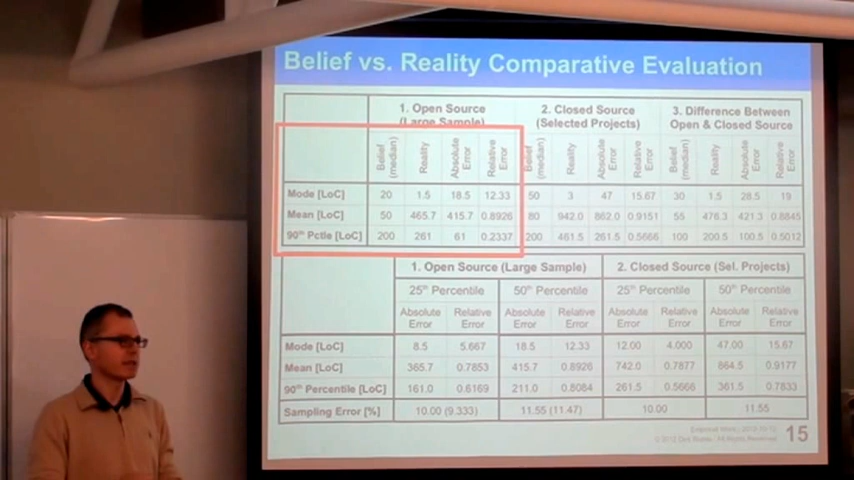 Belief vs. Reality Comparative Evaluation
1. Open Source (Large Sample) 2. Closed Source (Selected Projects) 3. Difference Between Open & Closed Source
Belief (median) Reality Absolute Error Relative Error Belief (median) Reality Absolute Error Relative Error Belief (median) Reality Absolute Error Relative Error
Mode [LoC] 20 1.5 18.5 12.33 50 3 47 15.67 30 1.5 28.5 19
Mean [LoC] 50 465.7 415.7 0.8926 80 942.0 862.0 0.9151 55 476.3 421.3 0.8845
90th Pctle [LoC] 200 261 61 0.2337 200 461.5 261.5 0.5666 100 200.5 100.5 0.5012
1. Open Source (Large Sample) 2. Closed Source (Sel. Projects)
25th Percentile 50th Percentile 25th Percentile 50th Percentile
Absolute Error Relative Error Absolute Error Relative Error Absolute Error Relative Error Absolute Error Relative Error
Mode [LoC] 8.5 5.667 18.5 12.33 12.00 4.000 47.00 15.67
Mean [LoC] 365.7 0.7853 415.7 0.8926 742.0 0.7877 864.5 0.9177
90th Percentile [LoC] 161.0 0.6169 211.0 0.8084 261.5 0.5666 361.5 0.7833
Sampling Error [%] 10.00 (9.333) 11.55 (11.47) 10.00 11.55
All Rights Reserved
15